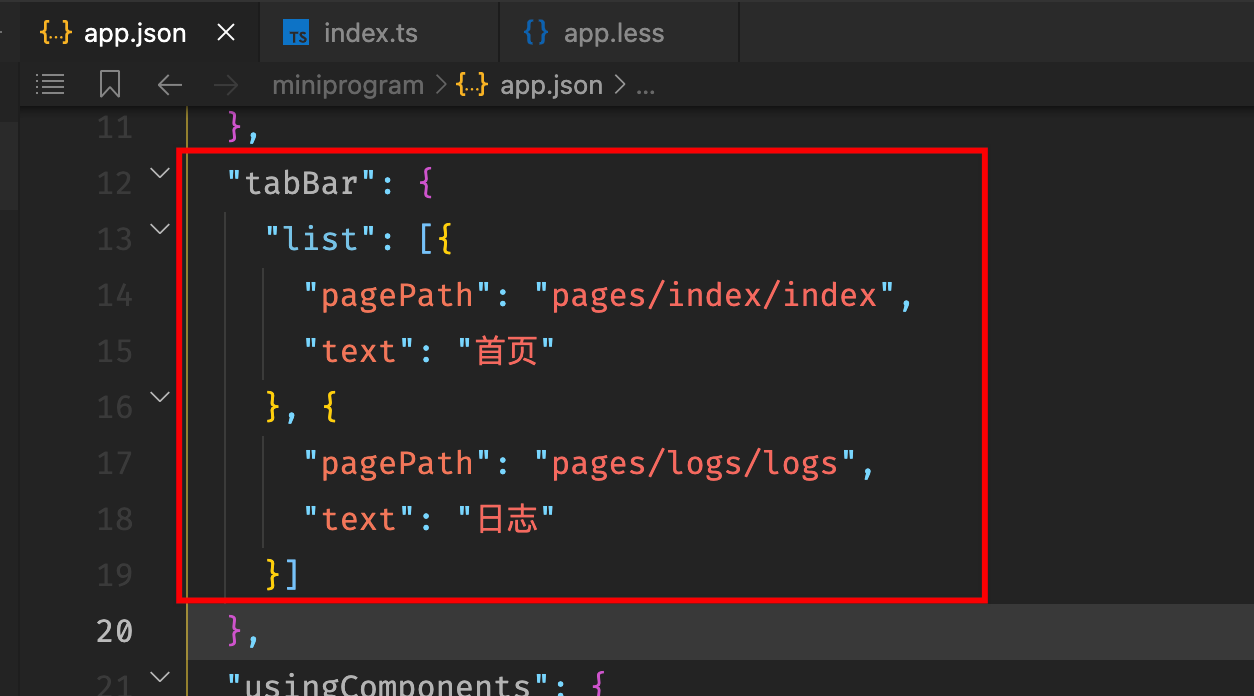 {...} app.json × TS index.ts {} app.less
miniprogram > {...} app.json > ...
11 },
12 "tabBar": {
13 "list": [{
14 "pagePath": "pages/index/index",
15 "text": "首页"
16 }, {
17 "pagePath": "pages/logs/logs",
18 "text": "日志"
19 }]
20 },
21 "usingComponents": {